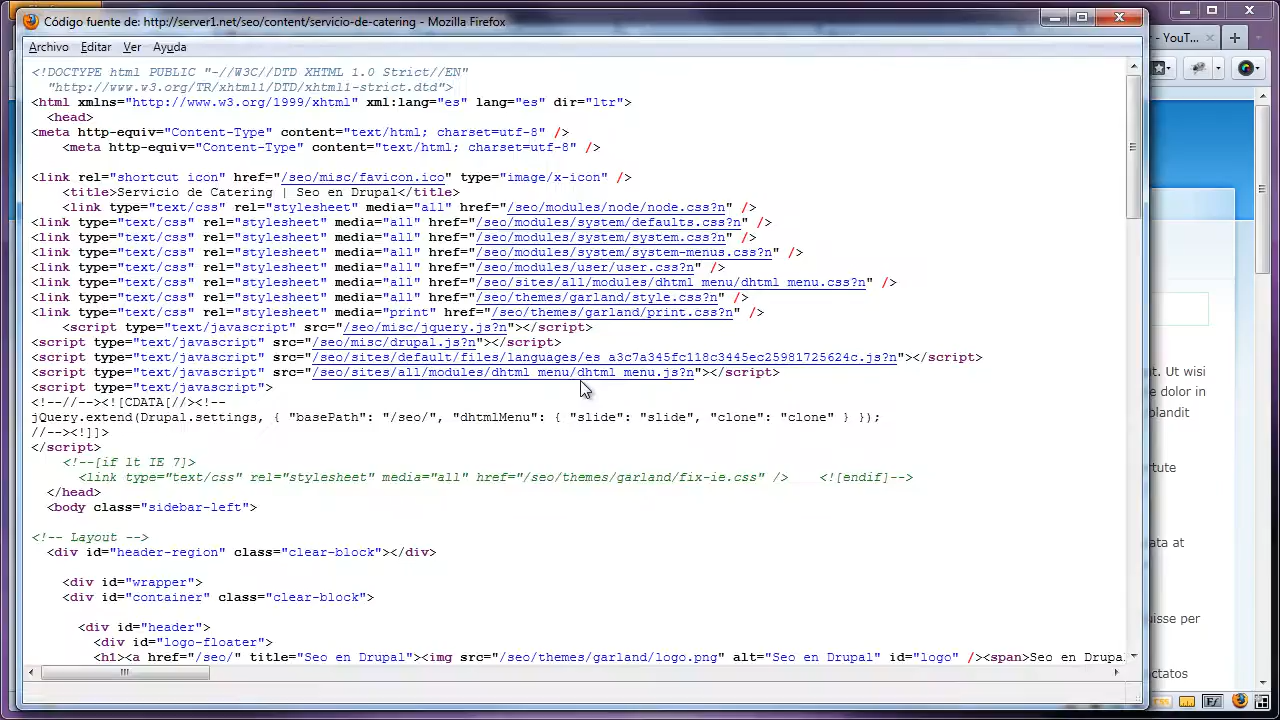 Código fuente de: http://server1.net/seo/content/servicio-de-catering - Mozilla Firefox
- YouT...
Archivo Editar Ver Ayuda
<!DOCTYPE html PUBLIC "-//W3C//DTD XHTML 1.0 Strict//EN"
"http://www.w3.org/TR/xhtml1/DTD/xhtml1-strict.dtd">
<html xmlns="http://www.w3.org/1999/xhtml" xml:lang="es" lang="es" dir="ltr">
<head>
<meta http-equiv="Content-Type" content="text/html; charset=utf-8" />
<meta http-equiv="Content-Type" content="text/html; charset=utf-8" />
<link rel="shortcut icon" href="/seo/misc/favicon.ico" type="image/x-icon" />
<title>Servicio de Catering | Seo en Drupal</title>
<link type="text/css" rel="stylesheet" media="all" href="/seo/modules/node/node.css?n" />
<link type="text/css" rel="stylesheet" media="all" href="/seo/modules/system/defaults.css?n" />
<link type="text/css" rel="stylesheet" media="all" href="/seo/modules/system/system.css?n" />
<link type="text/css" rel="stylesheet" media="all" href="/seo/modules/system/system-menus.css?n" />
<link type="text/css" rel="stylesheet" media="all" href="/seo/modules/user/user.css?n" />
<link type="text/css" rel="stylesheet" media="all" href="/seo/sites/all/modules/dhtml_menu/dhtml_menu.css?n" />
<link type="text/css" rel="stylesheet" media="all" href="/seo/themes/garland/style.css?n" />
<link type="text/css" rel="stylesheet" media="print" href="/seo/themes/garland/print.css?n" />
<script type="text/javascript" src="/seo/misc/jquery.js?n"></script>
<script type="text/javascript" src="/seo/misc/drupal.js?n"></script>
<script type="text/javascript" src="/seo/sites/default/files/languages/es_a3c7a345fc118c3445ec25981725624c.js?n"></script>
<script type="text/javascript" src="/seo/sites/all/modules/dhtml_menu/dhtml_menu.js?n"></script>
<script type="text/javascript">
<!--//--><![CDATA[//><!--
jQuery.extend(Drupal.settings, { "basePath": "/seo/", "dhtmlMenu": { "slide": "slide", "clone": "clone" } });
//--><!]]>
</script>
<!--[if lt IE 7]>
<link type="text/css" rel="stylesheet" media="all" href="/seo/themes/garland/fix-ie.css" /> <![endif]-->
</head>
<body class="sidebar-left">
<!-- Layout -->
<div id="header-region" class="clear-block"></div>
<div id="wrapper">
<div id="container" class="clear-block">
<div id="header">
<div id="logo-floater">
<h1><a href="/seo/" title="Seo en Drupal"><img src="/seo/themes/garland/logo.png" alt="Seo en Drupal" id="logo" /><span>Seo en Drupa
t. Ut wisi
e dolor in
blandit
rtute
ata at
uisse per
ctatos